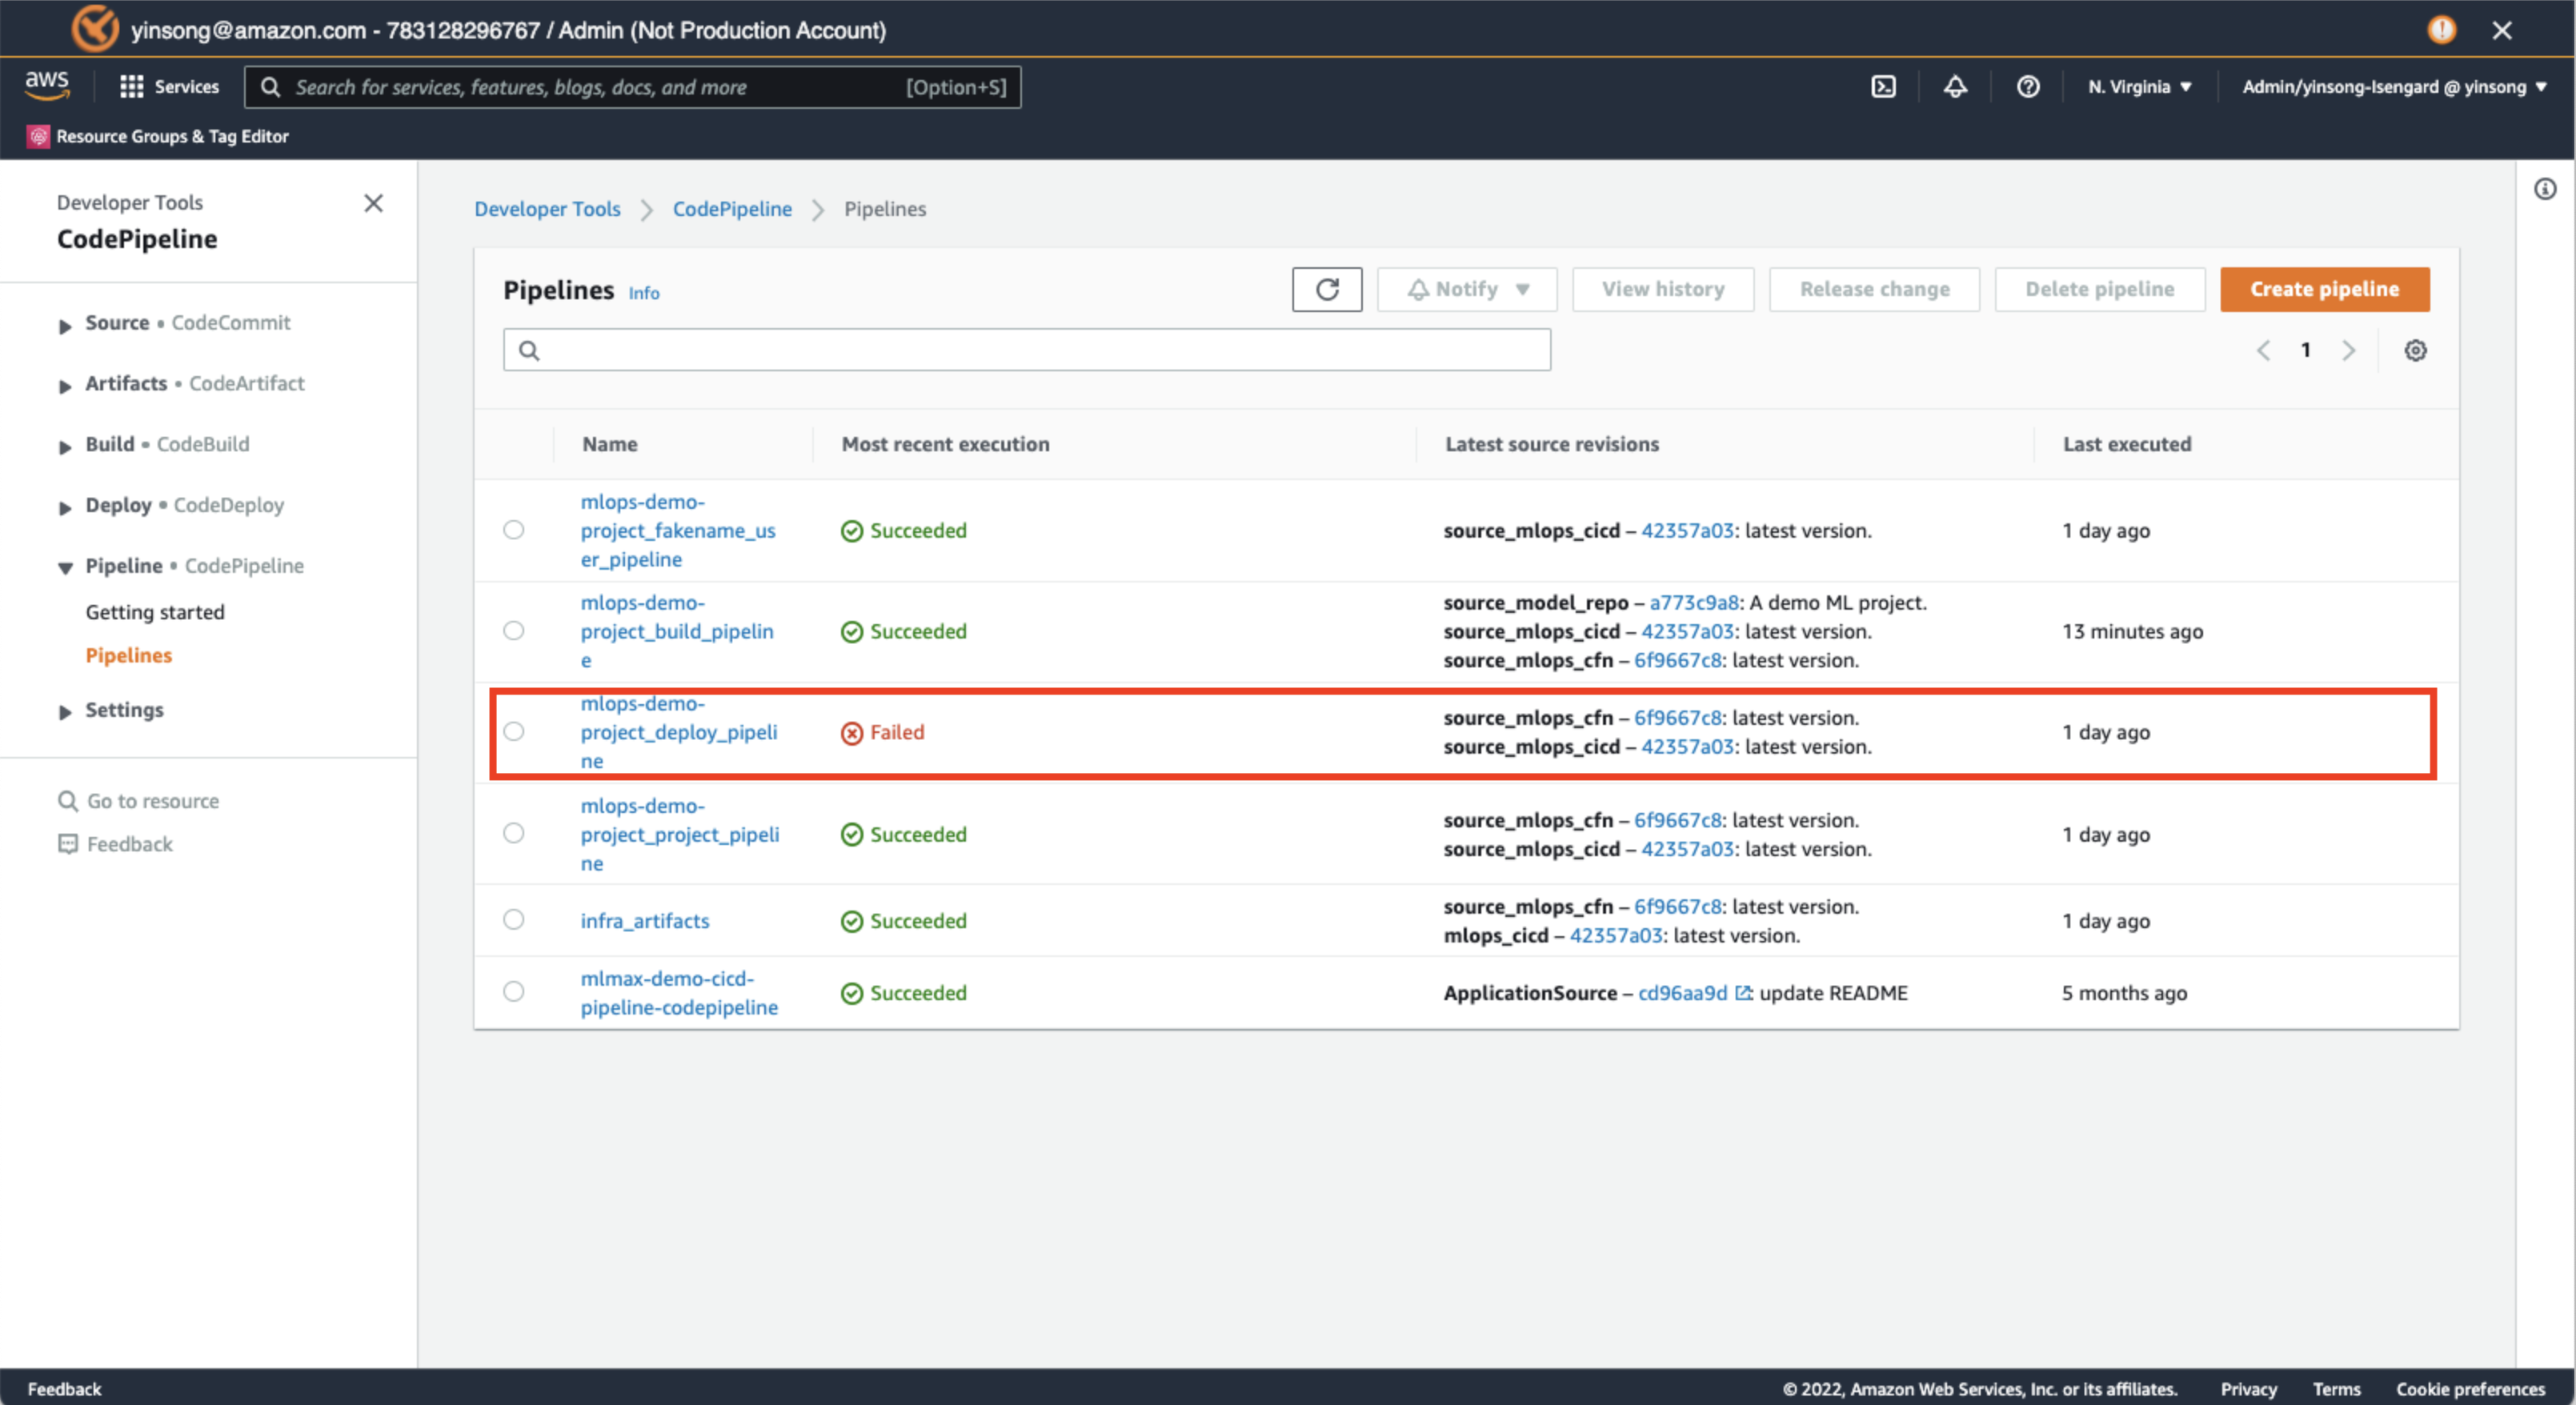 yinsong@amazon.com - 783128296767 / Admin (Not Production Account)
aws
Services
Search for services, features, blogs, docs, and more
[Option+S]
N. Virginia
Admin/yinsong-Isengard @ yinsong
Resource Groups & Tag Editor
Developer Tools
CodePipeline
Source • CodeCommit
Artifacts • CodeArtifact
Build • CodeBuild
Deploy • CodeDeploy
Pipeline • CodePipeline
Getting started
Pipelines
Settings
Go to resource
Feedback
Developer Tools
CodePipeline
Pipelines
Pipelines Info
Notify
View history
Release change
Delete pipeline
Create pipeline
1
Name
Most recent execution
Latest source revisions
Last executed
mlops-demo-
project_fakename_us
er_pipeline
Succeeded
source_mlops_cicd – 42357a03: latest version.
1 day ago
mlops-demo-
project_build_pipelin
e
Succeeded
source_model_repo – a773c9a8: A demo ML project.
source_mlops_cicd – 42357a03: latest version.
source_mlops_cfn – 6f9667c8: latest version.
13 minutes ago
mlops-demo-
project_deploy_pipeli
ne
Failed
source_mlops_cfn – 6f9667c8: latest version.
source_mlops_cicd – 42357a03: latest version.
1 day ago
mlops-demo-
project_project_pipeli
ne
Succeeded
source_mlops_cfn – 6f9667c8: latest version.
source_mlops_cicd – 42357a03: latest version.
1 day ago
infra_artifacts
Succeeded
source_mlops_cfn – 6f9667c8: latest version.
mlops_cicd – 42357a03: latest version.
1 day ago
mlmax-demo-cicd-
pipeline-codepipeline
Succeeded
ApplicationSource – cd96aa9d: update README
5 months ago
Feedback
© 2022, Amazon Web Services, Inc. or its affiliates.
Privacy
Terms
Cookie preferences